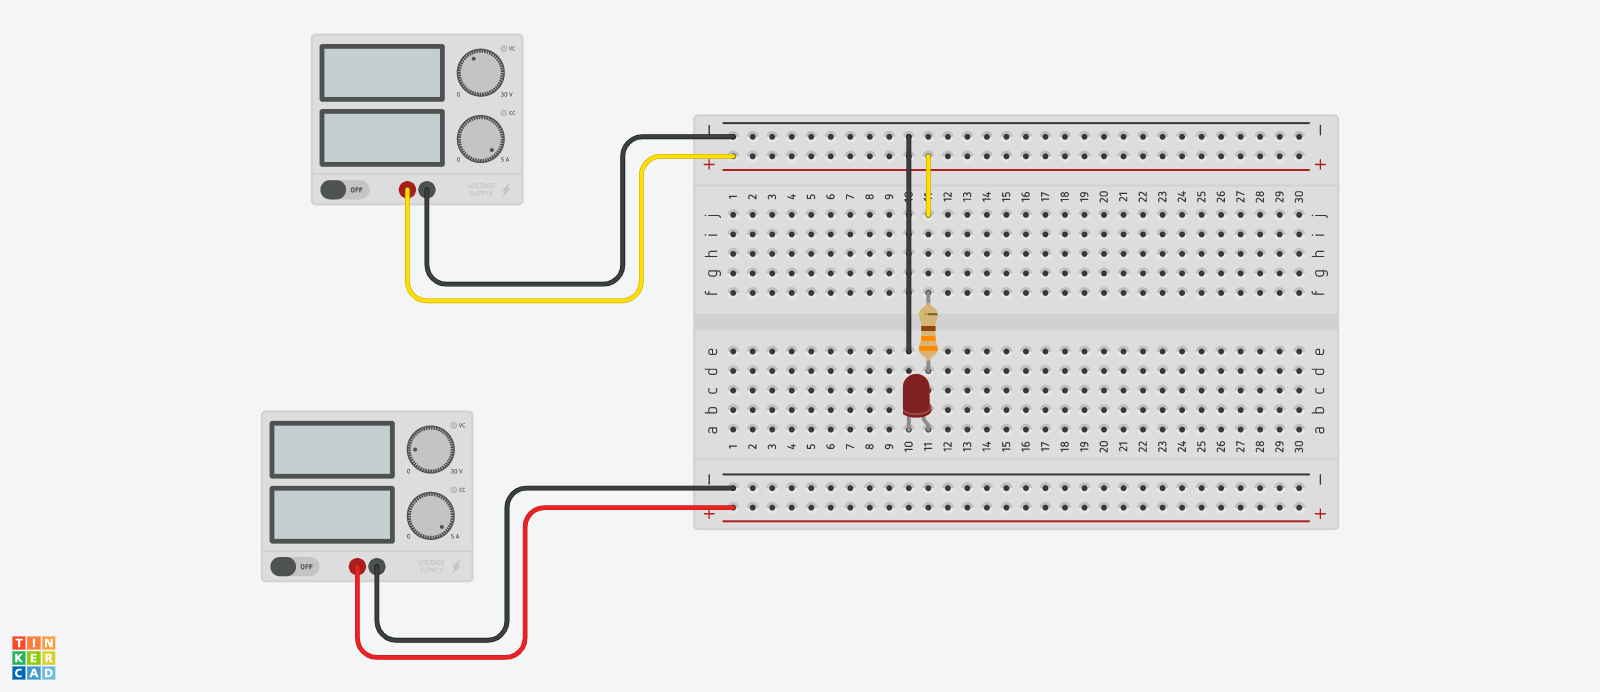 VC
0 30 V
CC
0 5 A
OFF
VOLTAGE
SUPPLY
VC
0 30 V
CC
0 5 A
OFF
VOLTAGE
SUPPLY
− −
+ +
1 2 3 4 5 6 7 8 9 10 11 12 13 14 15 16 17 18 19 20 21 22 23 24 25 26 27 28 29 30
j j
i i
h h
g g
f f
e e
d d
c c
b b
a a
1 2 3 4 5 6 7 8 9 10 11 12 13 14 15 16 17 18 19 20 21 22 23 24 25 26 27 28 29 30
− −
+ +
TIN
KER
CAD